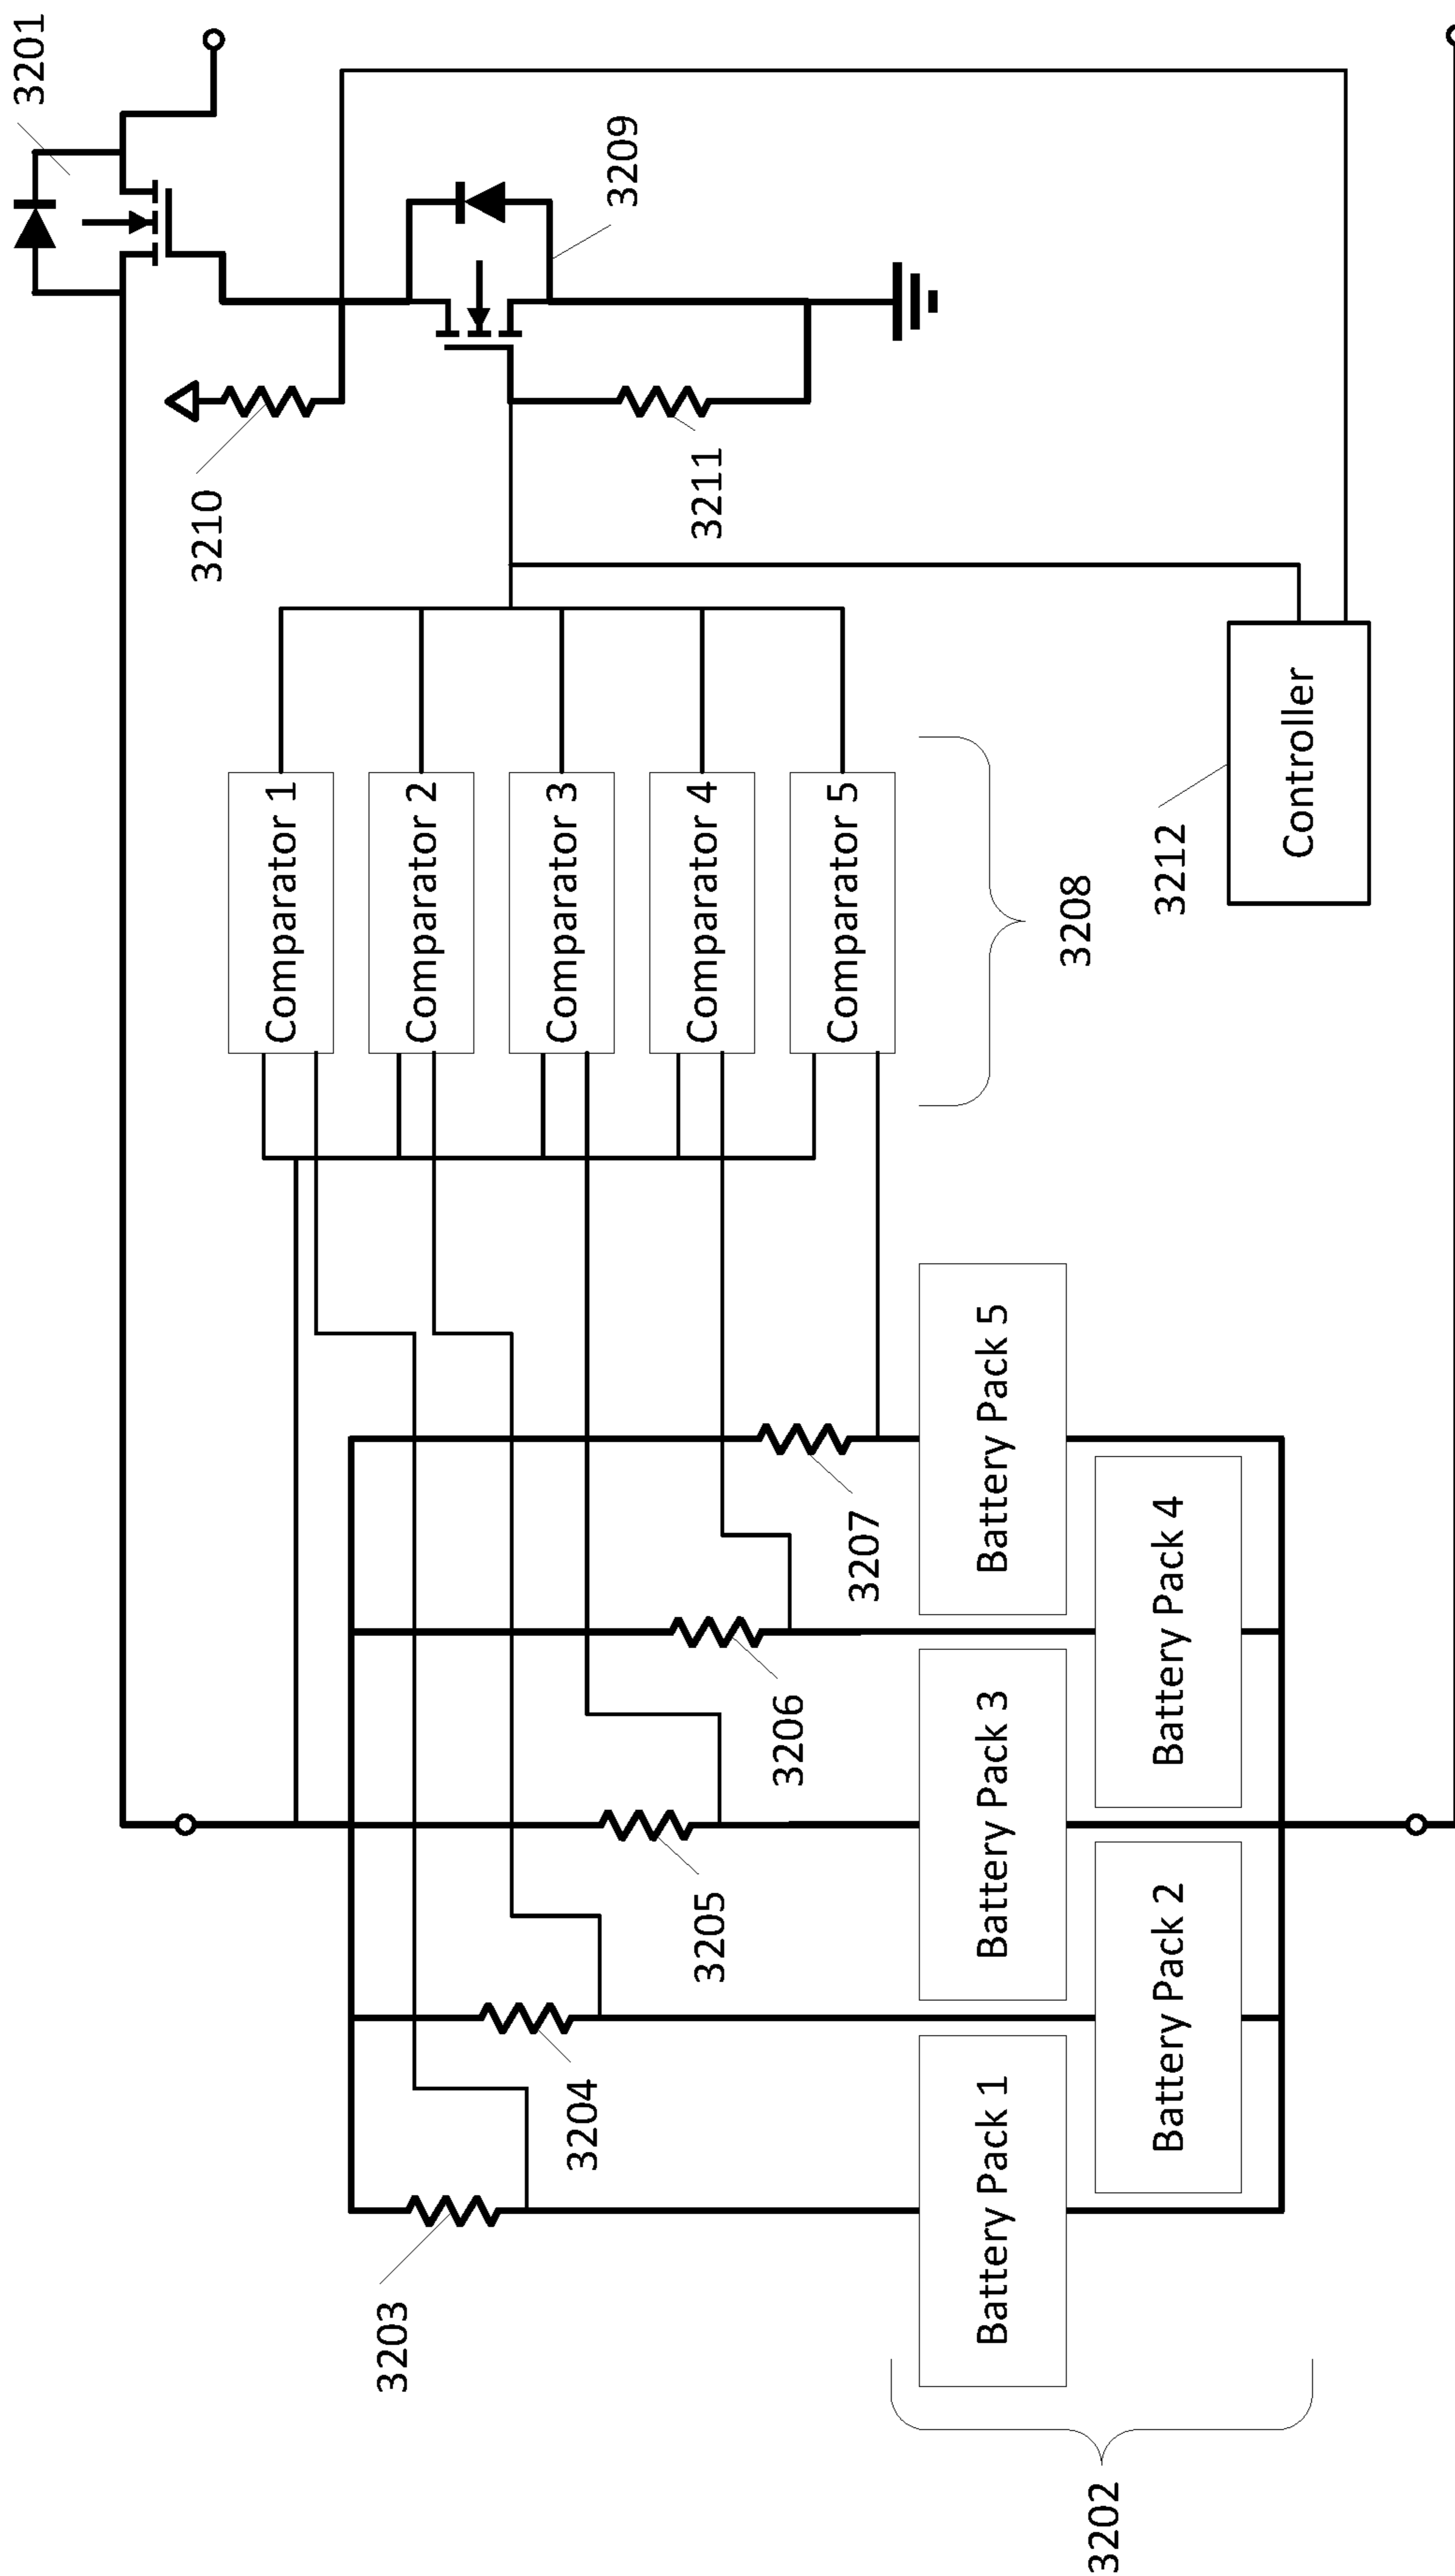 3201
3209
3210
3211
Comparator 1
Comparator 2
Comparator 3
Comparator 4
Comparator 5
3208
Controller
3212
3203
3204
3205
3206
3207
Battery Pack 1
Battery Pack 2
Battery Pack 3
Battery Pack 4
Battery Pack 5
3202